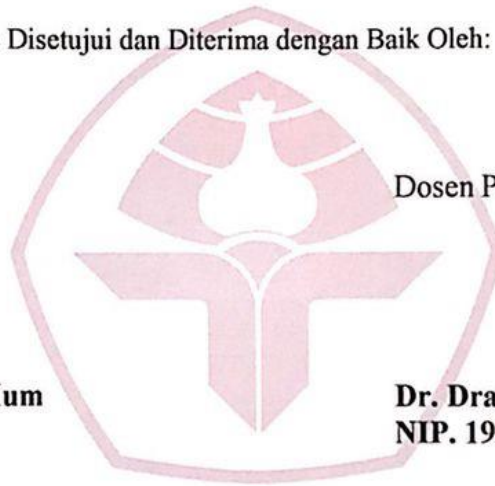 Disetujui dan Diterima dengan Baik Oleh:
Dosen P
um
Dr. Dra
NIP. 19